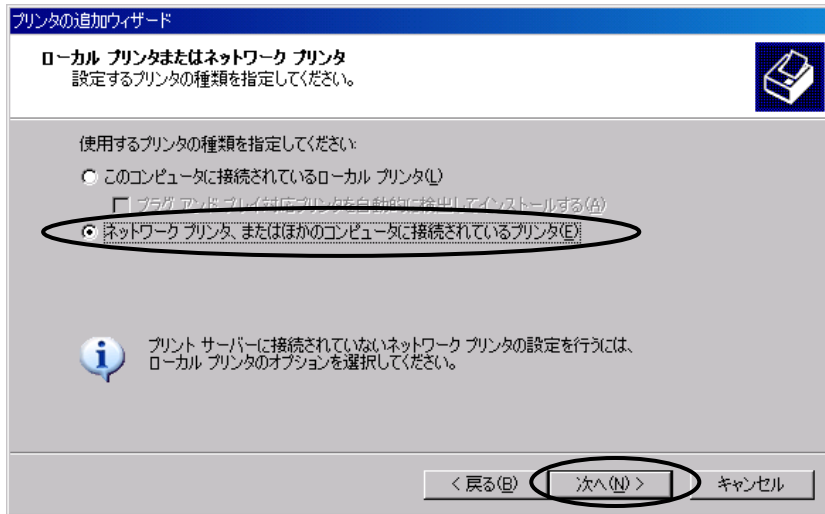 プリンタの追加ウィザード
ローカル プリンタまたはネットワーク プリンタ
設定するプリンタの種類を指定してください。
使用するプリンタの種類を指定してください:
このコンピュータに接続されているローカル プリンタ(L)
プラグ アンド プレイ対応プリンタを自動的に検出してインストールする(A)
ネットワーク プリンタ、またはほかのコンピュータに接続されているプリンタ(E)
プリント サーバーに接続されていないネットワーク プリンタの設定を行うには、
ローカル プリンタのオプションを選択してください。
< 戻る(B) 次へ(N) > キャンセル